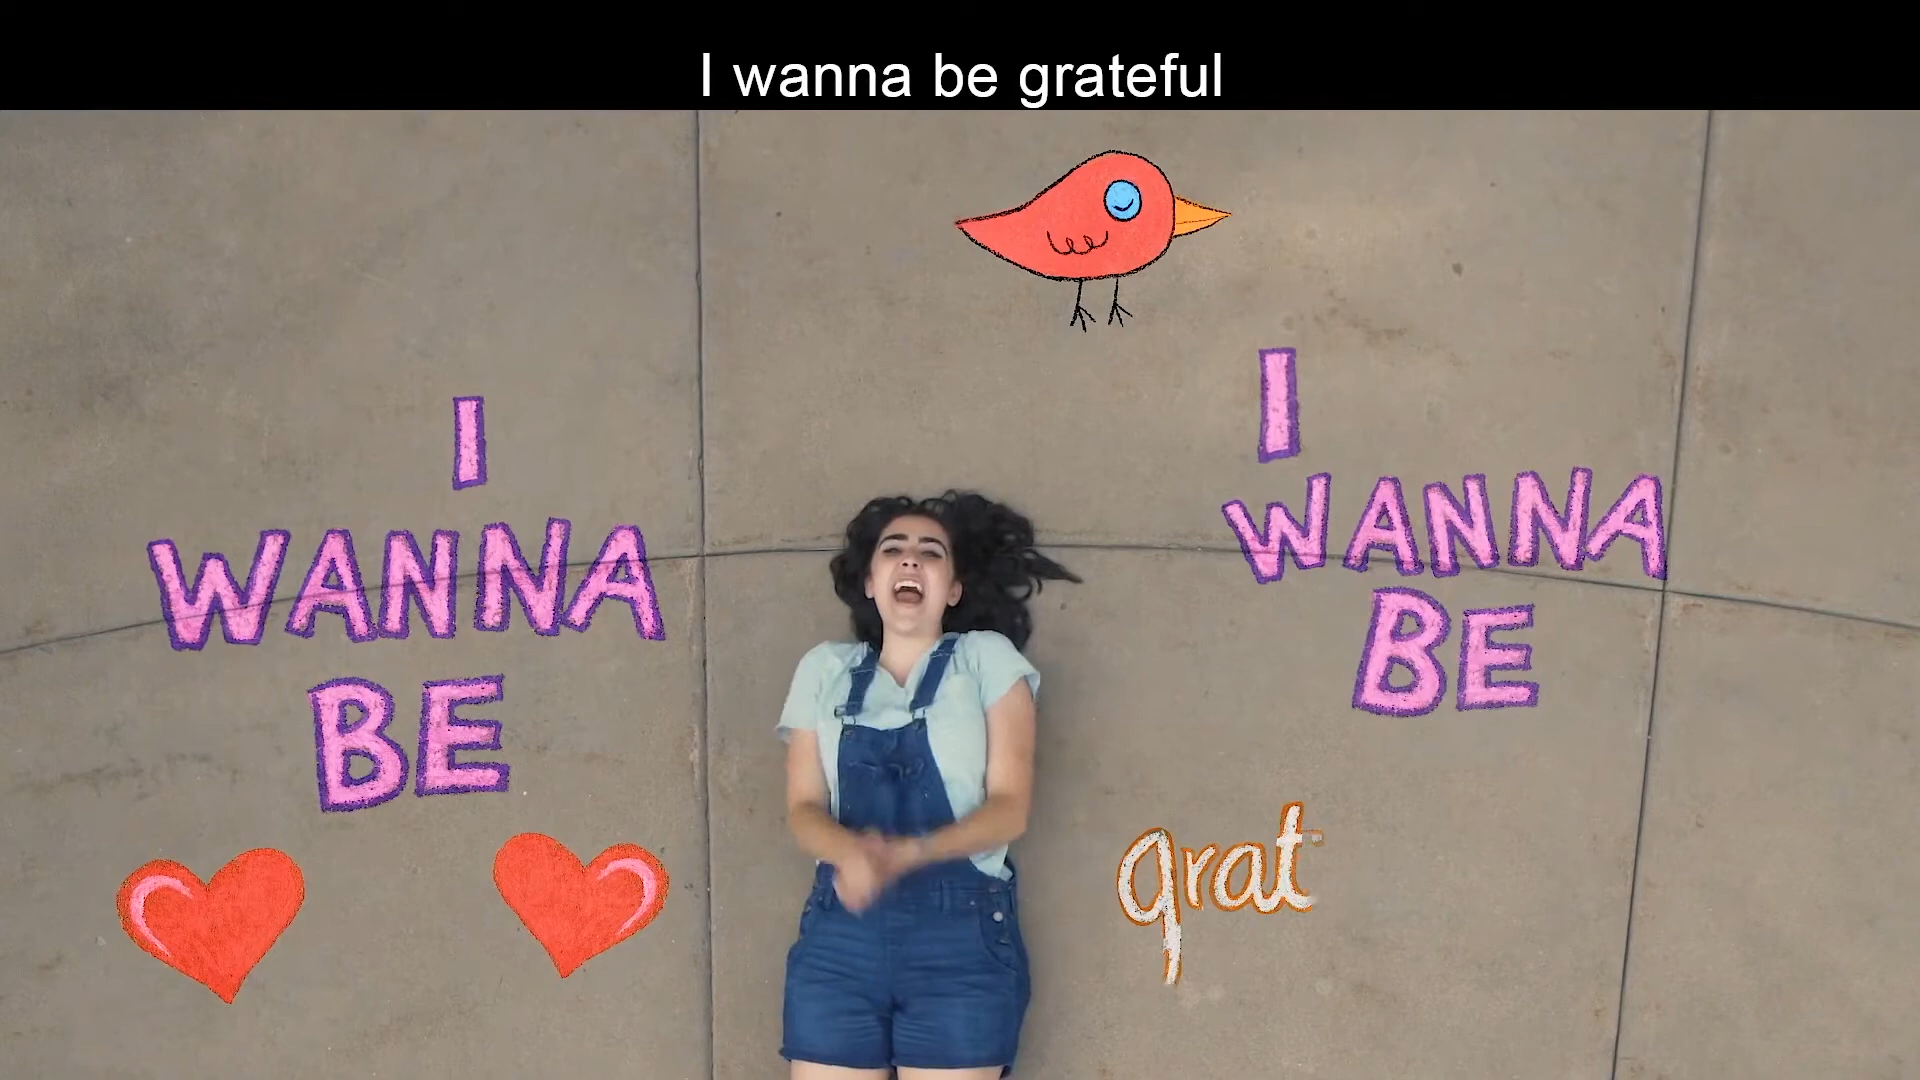 I wanna be grateful
I
WANNA
BE
I
WANNA
BE
grat